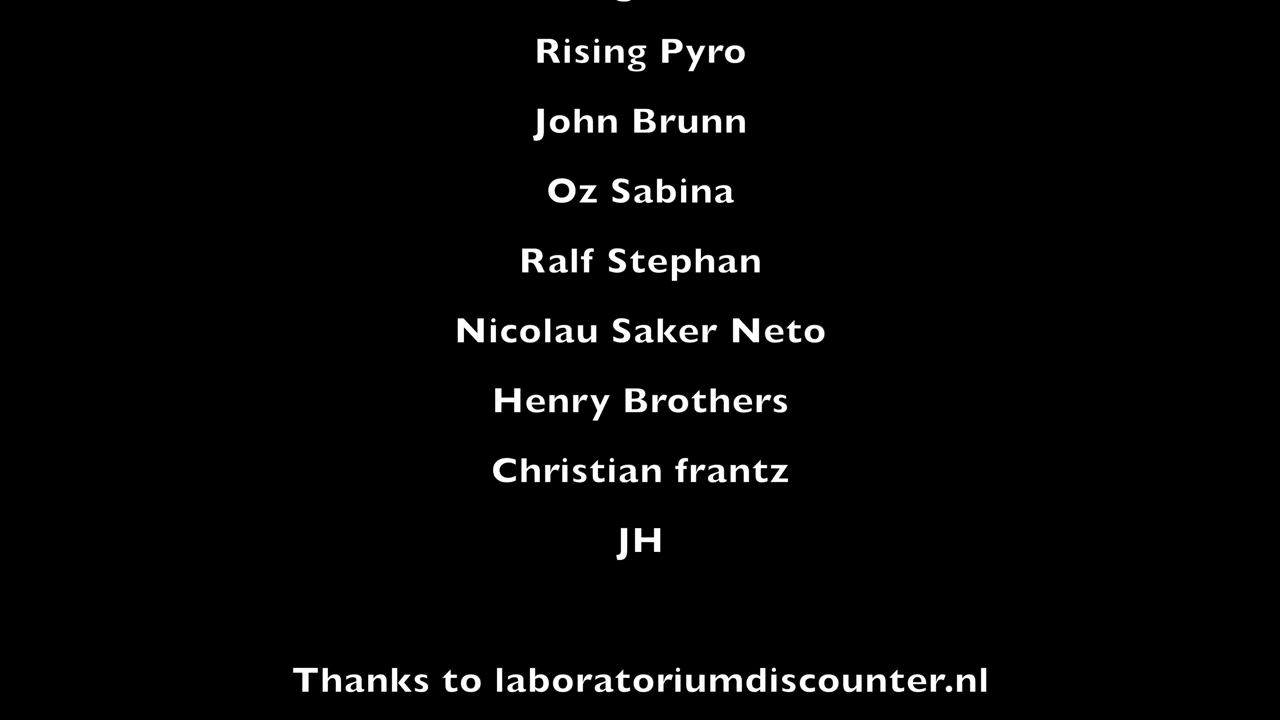 Rising Pyro
John Brunn
Oz Sabina
Ralf Stephan
Nicolau Saker Neto
Henry Brothers
Christian frantz
JH
Thanks to laboratoriumdiscounter.nl